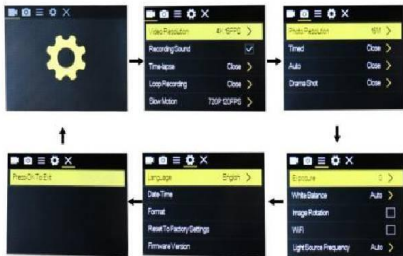 Video Resolution 4K 15FPS
Recording Sound
Time-lapse Close
Loop Recording Close
Slow Motion 720P 120FPS
Photo Resolution 16M
Timed Close
Auto Close
Drama Shot Close
Exposure 0
White Balance Auto
Image Rotation
WiFi
Light Source Frequency Auto
Language English
Date-Time
Format
Reset To Factory Settings
Firmware Version
Press OK To Exit